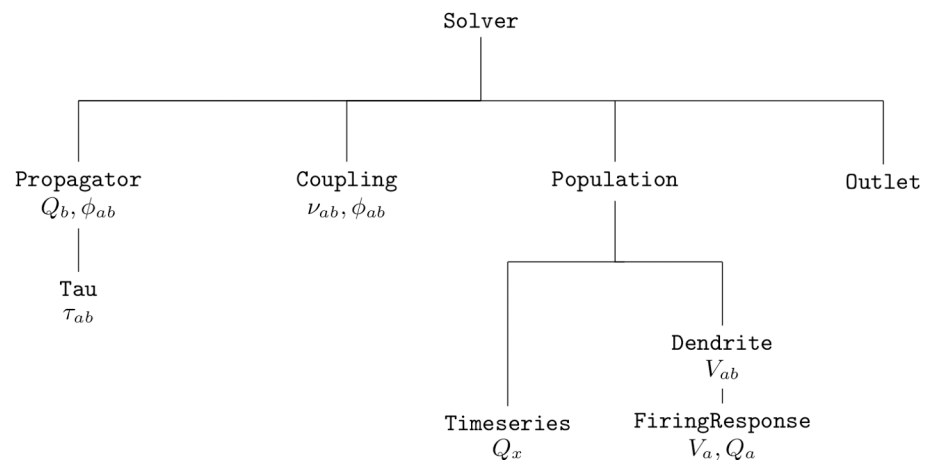 Solver
Propagator
Q_b, ϕ_ab
Coupling
ν_ab, ϕ_ab
Population
Outlet
Tau
τ_ab
Dendrite
V_ab
Timeseries
Q_x
FiringResponse
V_a, Q_a